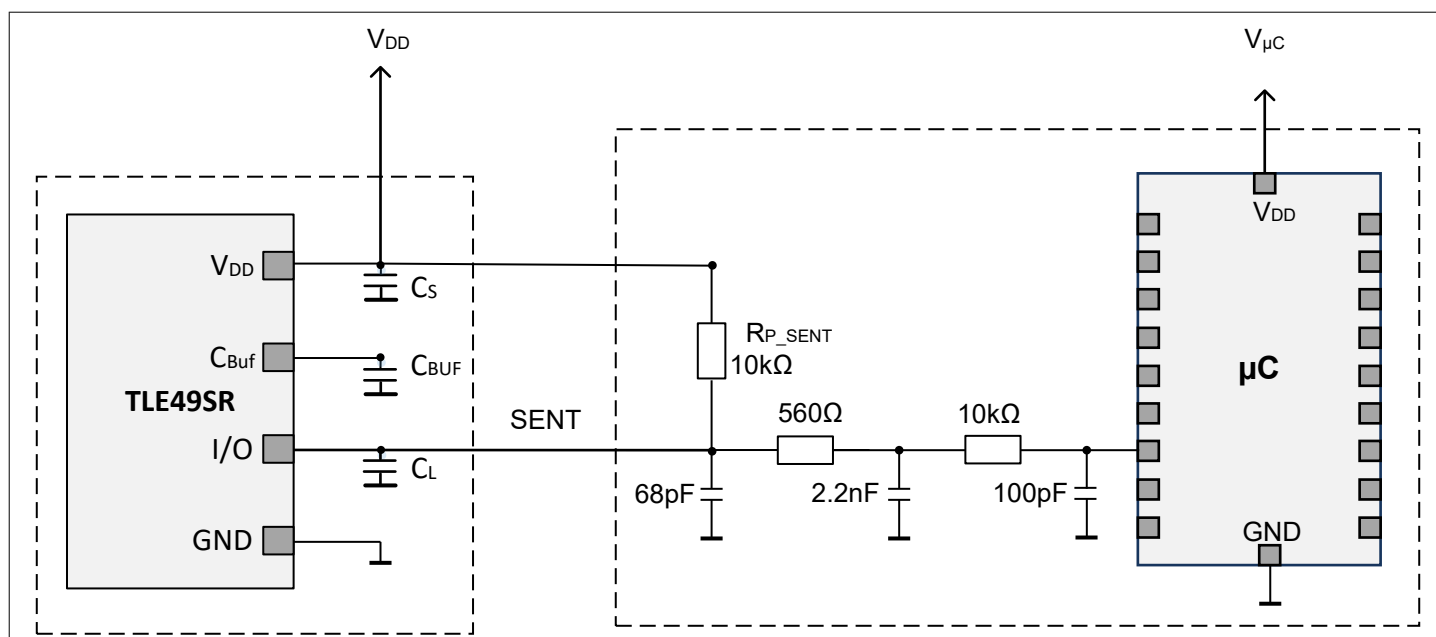 VDD
VµC
VDD
CS
CBuf
CBUF
TLE49SR
I/O
CL
GND
SENT
RP_SENT
10kΩ
560Ω
10kΩ
68pF
2.2nF
100pF
VDD
µC
GND